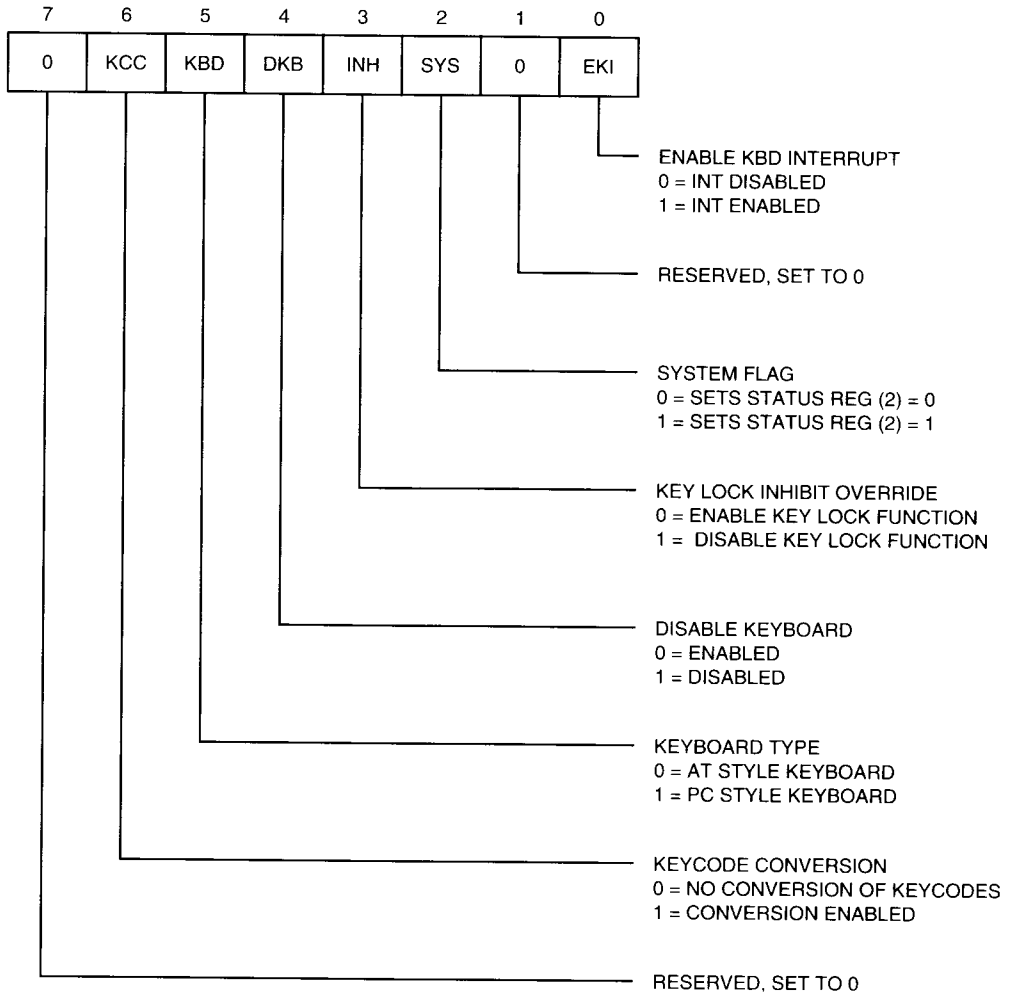 7 6 5 4 3 2 1 0
0 KCC KBD DKB INH SYS 0 EKI
ENABLE KBD INTERRUPT
0 = INT DISABLED
1 = INT ENABLED
RESERVED, SET TO 0
SYSTEM FLAG
0 = SETS STATUS REG (2) = 0
1 = SETS STATUS REG (2) = 1
KEY LOCK INHIBIT OVERRIDE
0 = ENABLE KEY LOCK FUNCTION
1 = DISABLE KEY LOCK FUNCTION
DISABLE KEYBOARD
0 = ENABLED
1 = DISABLED
KEYBOARD TYPE
0 = AT STYLE KEYBOARD
1 = PC STYLE KEYBOARD
KEYCODE CONVERSION
0 = NO CONVERSION OF KEYCODES
1 = CONVERSION ENABLED
RESERVED, SET TO 0